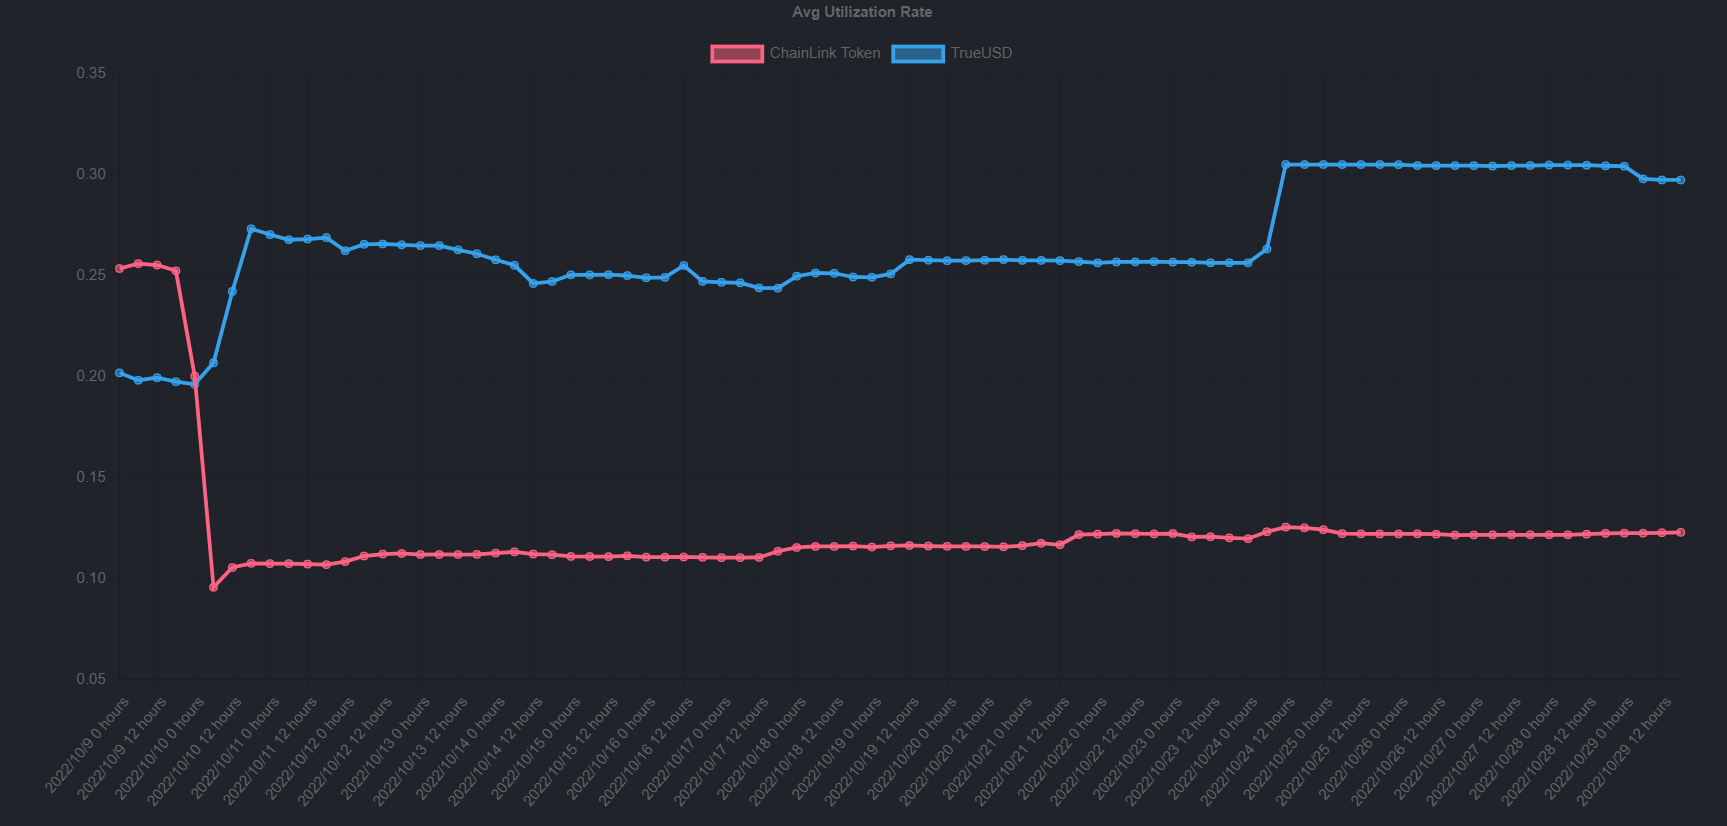 Avg Utilization Rate
ChainLink Token TrueUSD
0.35
0.30
0.25
0.20
0.15
0.10
0.05
2022/10/9 0 hours
2022/10/9 12 hours
2022/10/10 0 hours
2022/10/10 12 hours
2022/10/11 0 hours
2022/10/11 12 hours
2022/10/12 0 hours
2022/10/12 12 hours
2022/10/13 0 hours
2022/10/13 12 hours
2022/10/14 0 hours
2022/10/14 12 hours
2022/10/15 0 hours
2022/10/15 12 hours
2022/10/16 0 hours
2022/10/16 12 hours
2022/10/17 0 hours
2022/10/17 12 hours
2022/10/18 0 hours
2022/10/18 12 hours
2022/10/19 0 hours
2022/10/19 12 hours
2022/10/20 0 hours
2022/10/20 12 hours
2022/10/21 0 hours
2022/10/21 12 hours
2022/10/22 0 hours
2022/10/22 12 hours
2022/10/23 0 hours
2022/10/23 12 hours
2022/10/24 0 hours
2022/10/24 12 hours
2022/10/25 0 hours
2022/10/25 12 hours
2022/10/26 0 hours
2022/10/26 12 hours
2022/10/27 0 hours
2022/10/27 12 hours
2022/10/28 0 hours
2022/10/28 12 hours
2022/10/29 0 hours
2022/10/29 12 hours